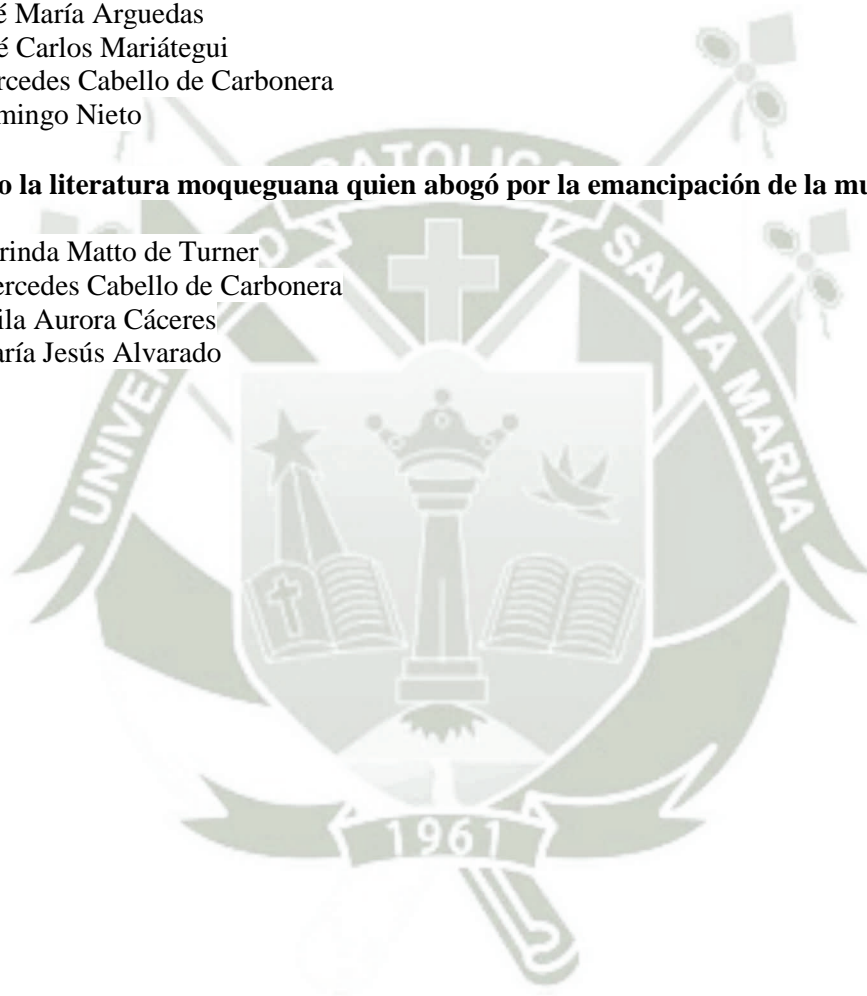 é María Arguedas
é Carlos Mariátegui
rcedes Cabello de Carbonera
mingo Nieto
o la literatura moqueguana quien abogó por la emancipación de la mu
rinda Matto de Turner
ercedes Cabello de Carbonera
ila Aurora Cáceres
aría Jesús Alvarado
CATOLICA
SANTA MARIA
1961